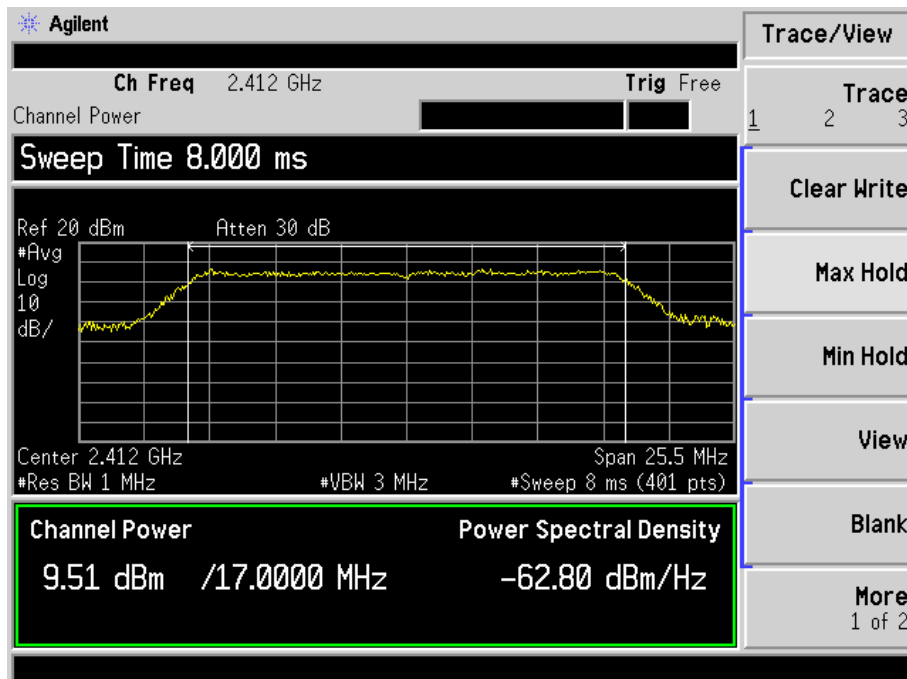 Agilent
Trace/View
Ch Freq 2.412 GHz Trig Free
Channel Power
Trace
1 2 3
Sweep Time 8.000 ms
Clear Write
Ref 20 dBm Atten 30 dB
#Avg
Log
10
dB/
Max Hold
Min Hold
View
Center 2.412 GHz Span 25.5 MHz
#Res BW 1 MHz #VBW 3 MHz #Sweep 8 ms (401 pts)
Channel Power Power Spectral Density
9.51 dBm /17.0000 MHz -62.80 dBm/Hz
Blank
More
1 of 2